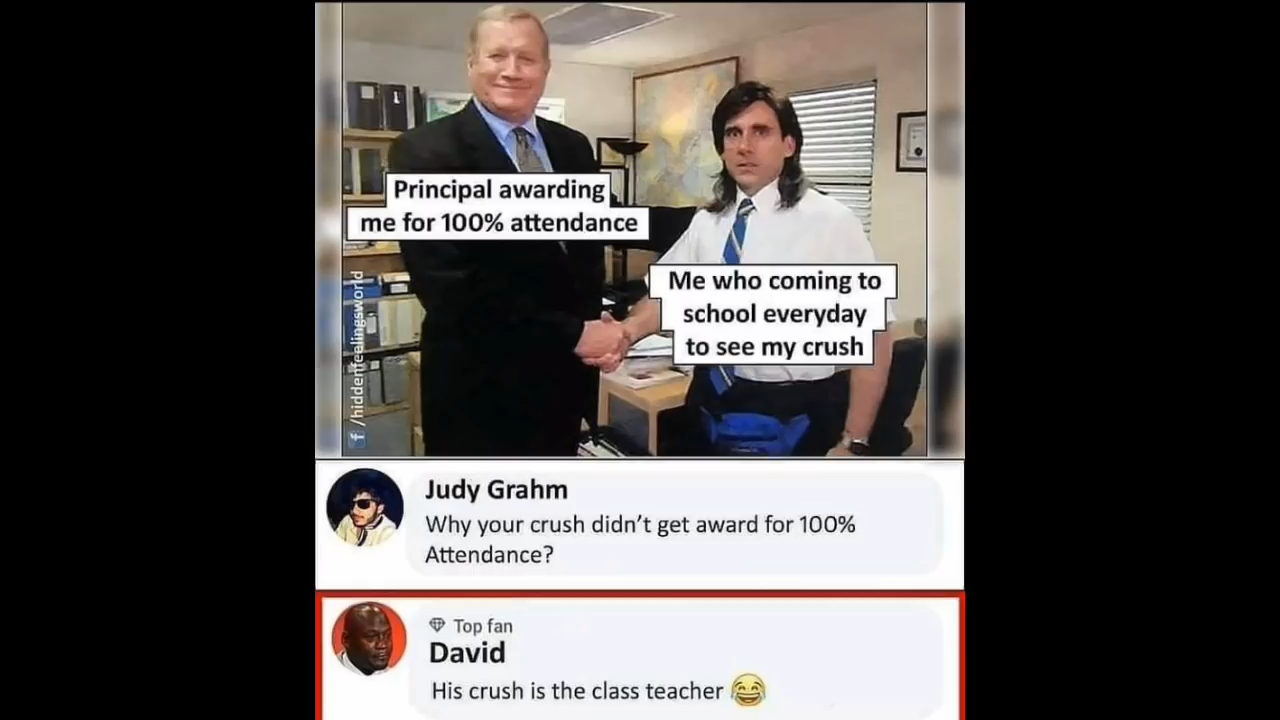 Principal awarding
me for 100% attendance
Me who coming to
school everyday
to see my crush
/hiddenfeelingsworld
Judy Grahm
Why your crush didn't get award for 100%
Attendance?
Top fan
David
His crush is the class teacher 😂